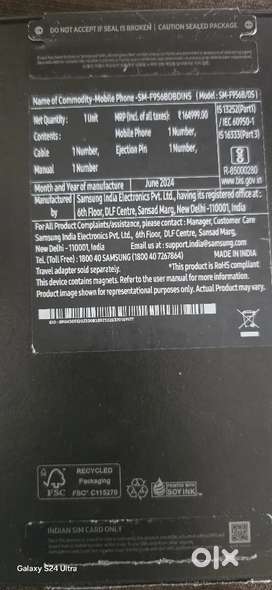 DO NOT ACCEPT IF SEAL IS BROKEN | CAUTION SEALED PACKAGE
Name of Commodity-Mobile Phone -SM-F956BDBDINS (Model : SM-F956B/DS)
Net Quantity : 1 Unit MRP (incl. of all taxes): ₹ 164999.00
Contents : Mobile Phone 1 Number,
Cable 1 Number, Ejection Pin 1 Number,
Manual 1 Number
IS 13252(Part1)
/ IEC 60950-1
IS 16333(Part 3)
R-85000280
www.bis.gov.in
Month and Year of manufacture June 2024
Manufactured by Samsung India Electronics Pvt. Ltd., having its registered office at:
6th Floor, DLF Centre, Sansad Marg, New Delhi -110001, India
For All Product Complaints/assistance, please contact : Manager, Customer Care
Samsung India Electronics Pvt. Ltd., 6th Floor, DLF Centre, Sansad Marg,
New Delhi -110001, India Email us at : support.india@samsung.com
Tel. (Toll Free) : 1800 40 SAMSUNG (1800 40 7267864) MADE IN INDIA
Travel adaptor sold separately. *This product is RoHS compliant
This device contains magnets. Refer to the user manual for more information.
Product image shown for representational purposes only. Actual Product may vary.
FSC
RECYCLED
Packaging
FSC® C115270
PRINTED WITH
SOY INK
INDIAN SIM CARD ONLY
Galaxy S24 Ultra
olx